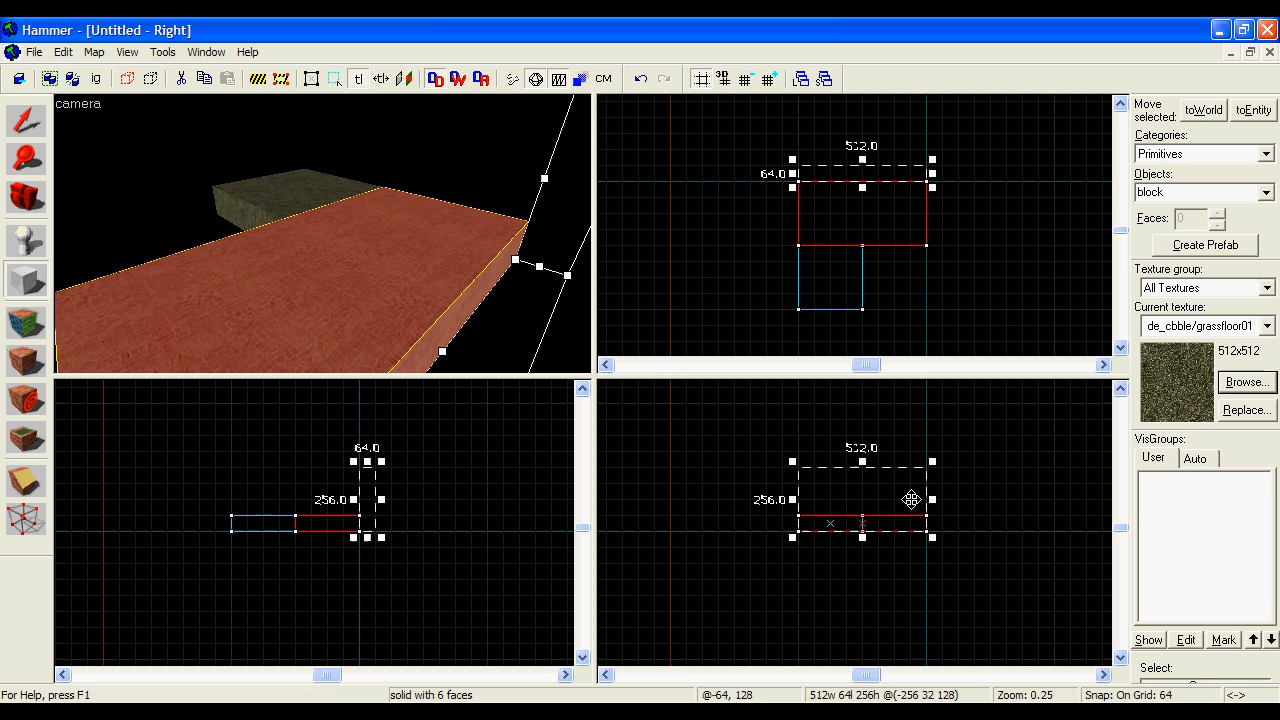 Hammer - [Untitled - Right]
File Edit Map View Tools Window Help
ig tl CM 3D
camera
512.0
64.0
64.0
256.0
512.0
256.0
Move selected:
toWorld toEntity
Categories:
Primitives
Objects:
block
Faces: 0
Create Prefab
Texture group:
All Textures
Current texture:
de_cbble/grassfloor01
512x512
Browse...
Replace...
VisGroups:
User Auto
Show Edit Mark
Select:
For Help, press F1 solid with 6 faces @-64, 128 512w 64l 256h @(-256 32 128) Zoom: 0.25 Snap: On Grid: 64 <->